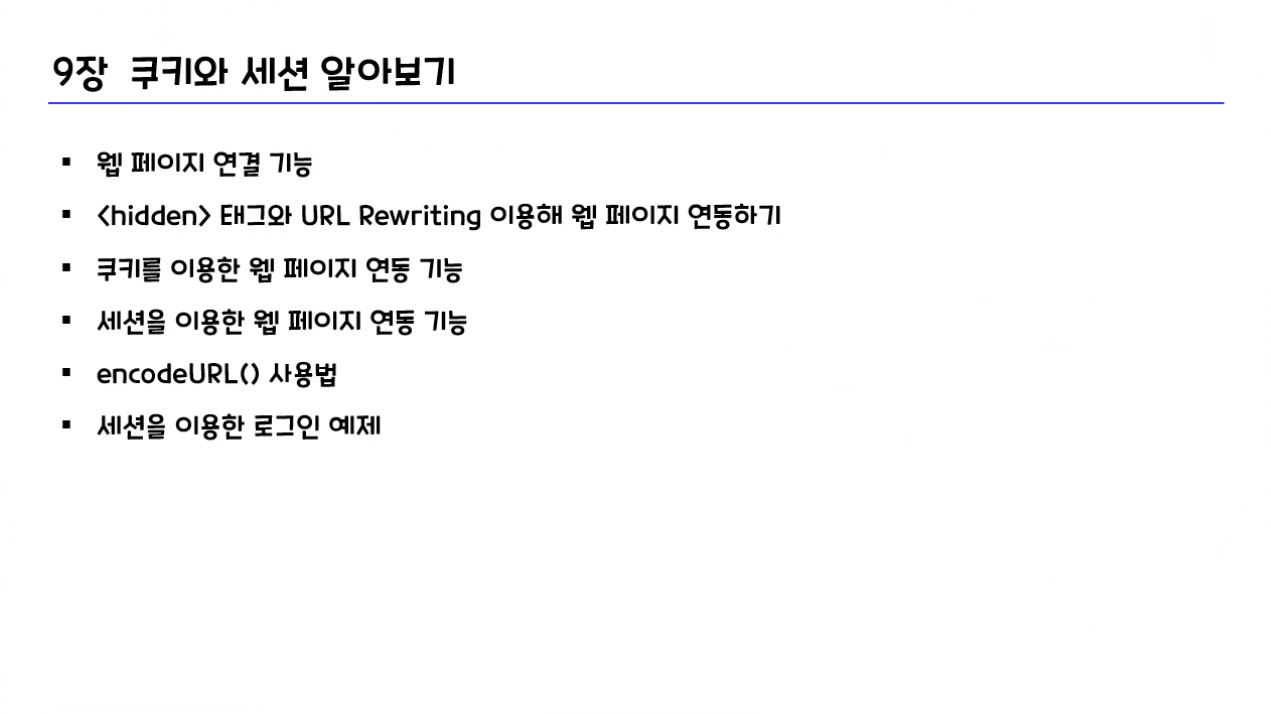 9장 쿠키와 세션 알아보기
▪ 웹 페이지 연결 기능
▪ <hidden> 태그와 URL Rewriting 이용해 웹 페이지 연동하기
▪ 쿠키를 이용한 웹 페이지 연동 기능
▪ 세션을 이용한 웹 페이지 연동 기능
▪ encodeURL() 사용법
▪ 세션을 이용한 로그인 예제